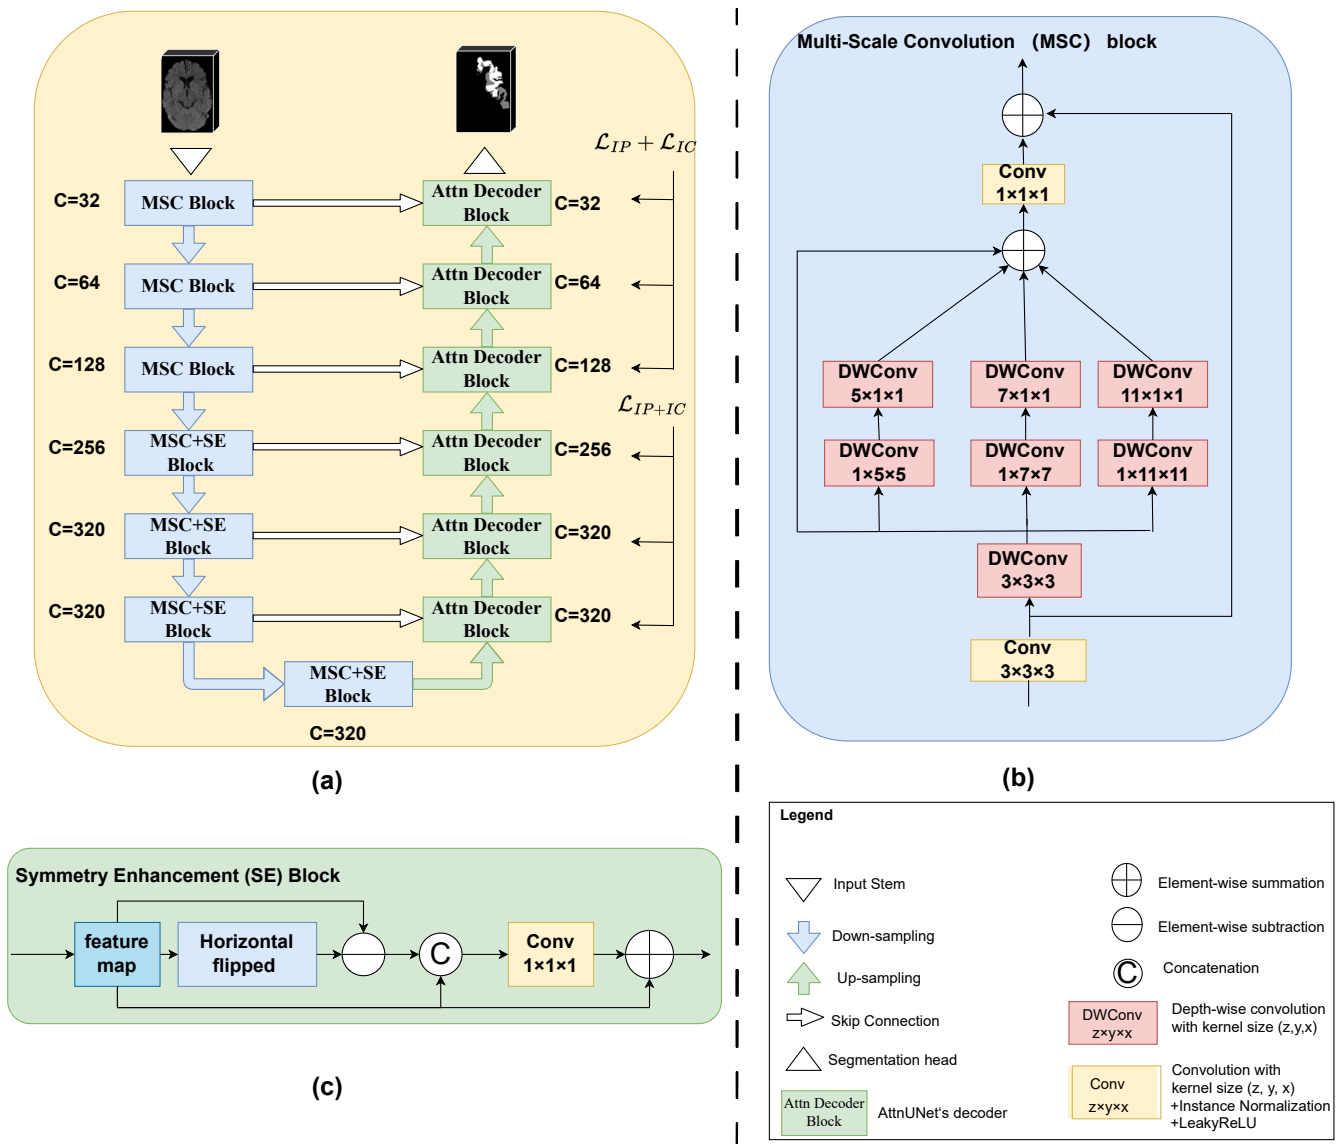 C=32
MSC Block
Attn Decoder
Block
C=32
C=64
MSC Block
Attn Decoder
Block
C=64
C=128
MSC Block
Attn Decoder
Block
C=128
C=256
MSC+SE
Block
Attn Decoder
Block
C=256
C=320
MSC+SE
Block
Attn Decoder
Block
C=320
C=320
MSC+SE
Block
Attn Decoder
Block
C=320
MSC+SE
Block
C=320
ℒ_{IP} + ℒ_{IC}
ℒ_{IP+IC}
(a)
Multi-Scale Convolution （MSC） block
Conv
1×1×1
DWConv
5×1×1
DWConv
7×1×1
DWConv
11×1×1
DWConv
1×5×5
DWConv
1×7×7
DWConv
1×11×11
DWConv
3×3×3
Conv
3×3×3
(b)
Symmetry Enhancement (SE) Block
feature
map
Horizontal
flipped
C
Conv
1×1×1
(c)
Legend
Input Stem
Down-sampling
Up-sampling
Skip Connection
Segmentation head
Attn Decoder
Block
AttnUNet's decoder
Element-wise summation
Element-wise subtraction
C
Concatenation
DWConv
z×y×x
Depth-wise convolution
with kernel size (z,y,x)
Conv
z×y×x
Convolution with
kernel size (z, y, x)
+Instance Normalization
+LeakyReLU